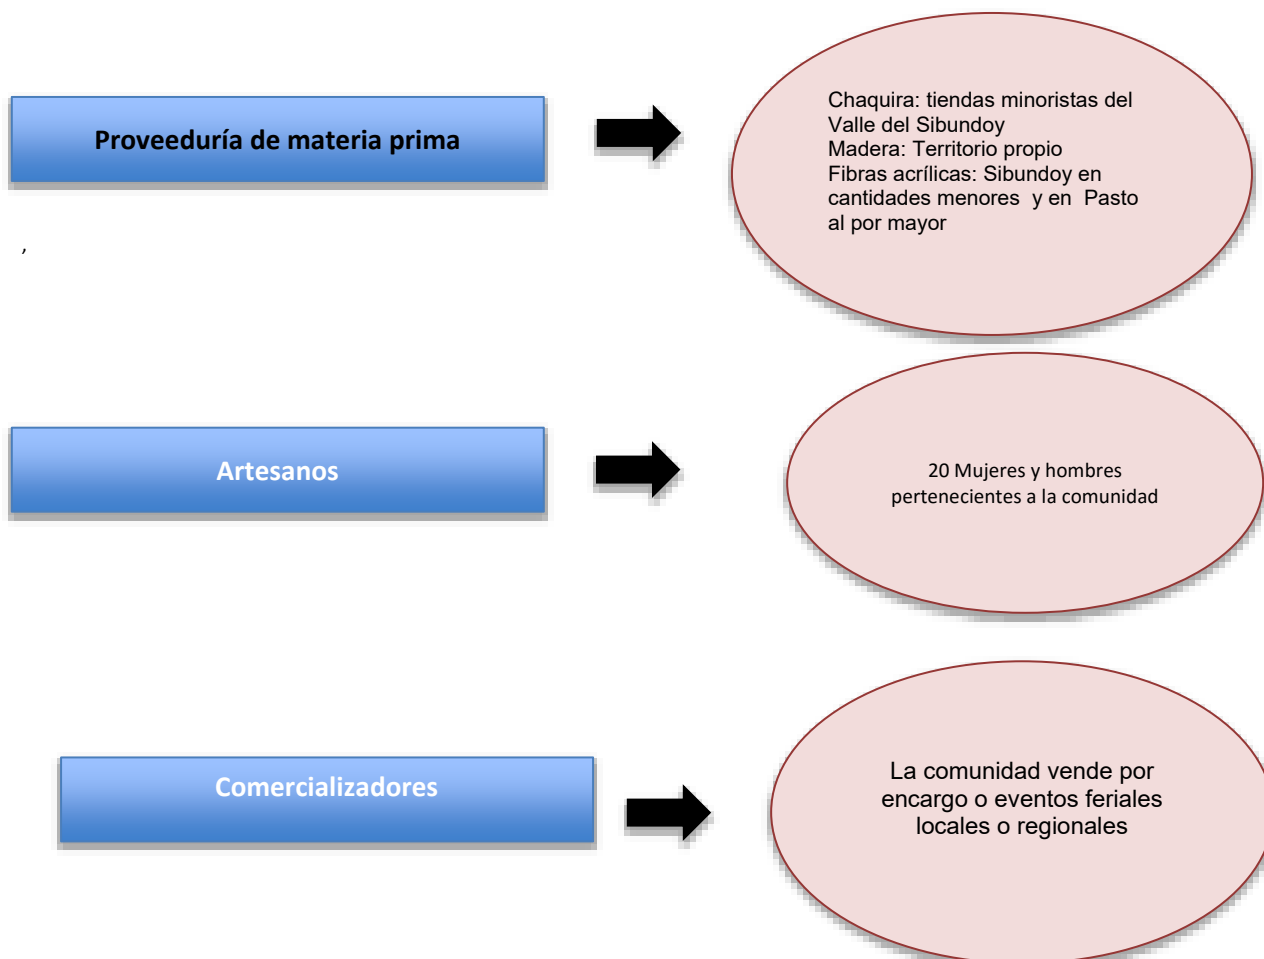 Proveeduría de materia prima
Chaquira: tiendas minoristas del
Valle del Sibundoy
Madera: Territorio propio
Fibras acrílicas: Sibundoy en
cantidades menores  y en  Pasto
al por mayor
,
Artesanos
20 Mujeres y hombres
pertenecientes a la comunidad
Comercializadores
La comunidad vende por
encargo o eventos feriales
locales o regionales